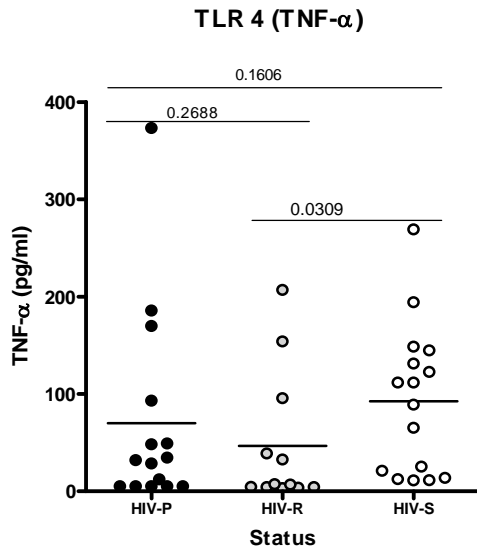 TLR 4 (TNF-α)
0.1606
0.2688
0.0309
400
300
200
100
0
TNF-α (pg/ml)
HIV-P HIV-R HIV-S
Status